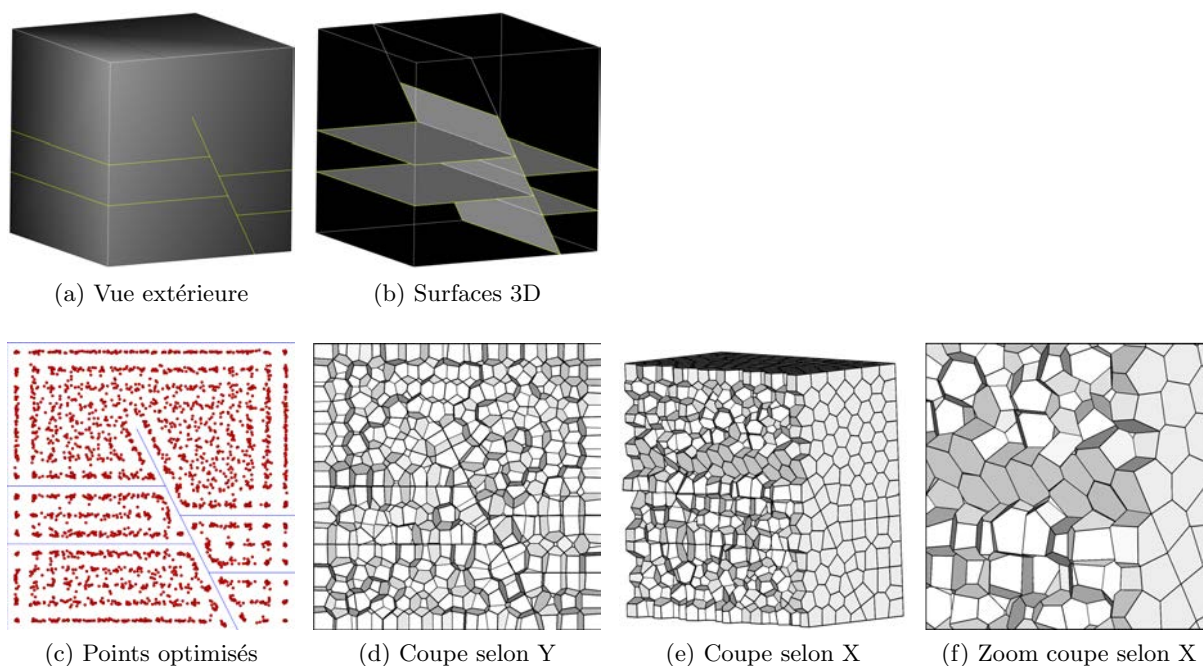 (a) Vue extérieure
(b) Surfaces 3D
(c) Points optimisés
(d) Coupe selon Y
(e) Coupe selon X
(f) Zoom coupe selon X